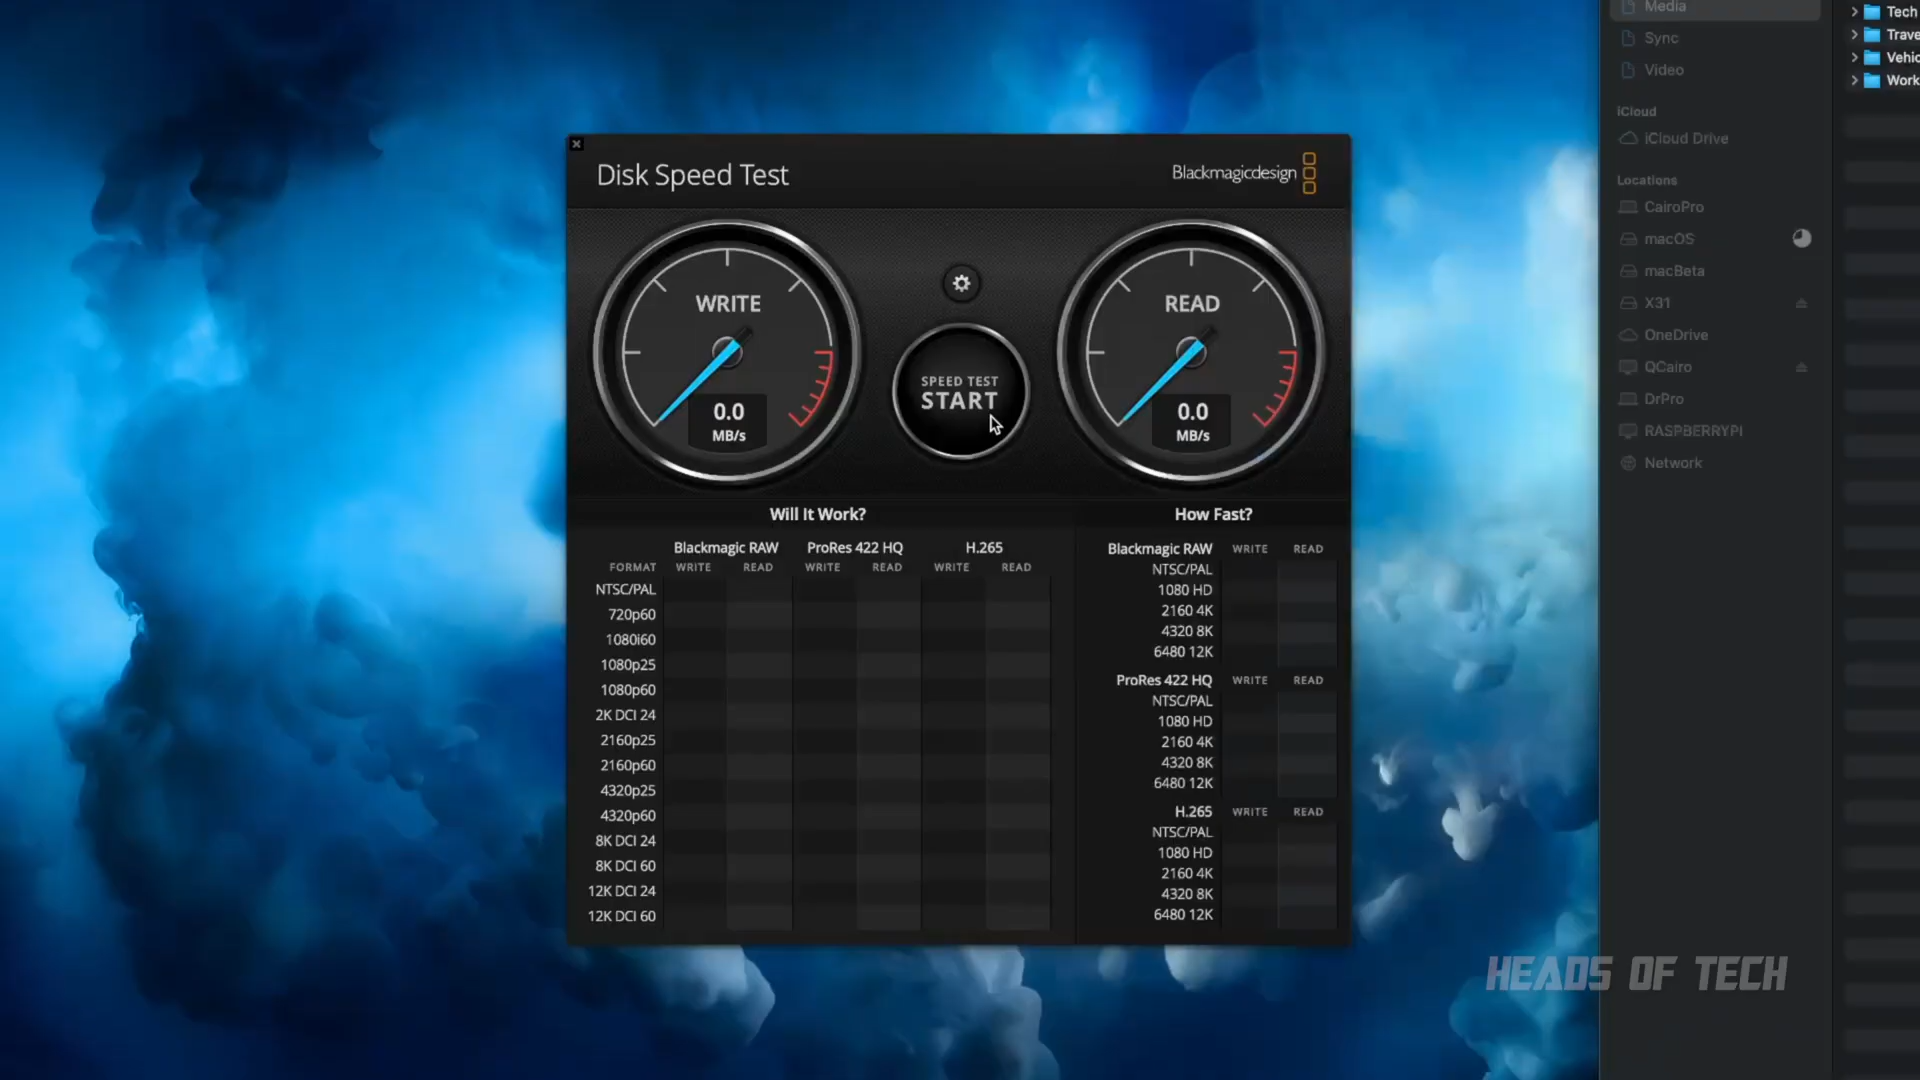 Disk Speed Test
Blackmagicdesign
WRITE
0.0
MB/s
SPEED TEST
START
READ
0.0
MB/s
Will It Work?
Blackmagic RAW ProRes 422 HQ H.265
FORMAT WRITE READ WRITE READ WRITE READ
NTSC/PAL
720p60
1080i60
1080p25
1080p60
2K DCI 24
2160p25
2160p60
4320p25
4320p60
8K DCI 24
8K DCI 60
12K DCI 24
12K DCI 60
How Fast?
Blackmagic RAW WRITE READ
NTSC/PAL
1080 HD
2160 4K
4320 8K
6480 12K
ProRes 422 HQ WRITE READ
NTSC/PAL
1080 HD
2160 4K
4320 8K
6480 12K
H.265 WRITE READ
NTSC/PAL
1080 HD
2160 4K
4320 8K
6480 12K
Media
Sync
Video
iCloud
iCloud Drive
Locations
CairoPro
macOS
macBeta
X31
OneDrive
QCairo
DrPro
RASPBERRYPI
Network
Tech
Trave
Vehic
Work
HEADS OF TECH